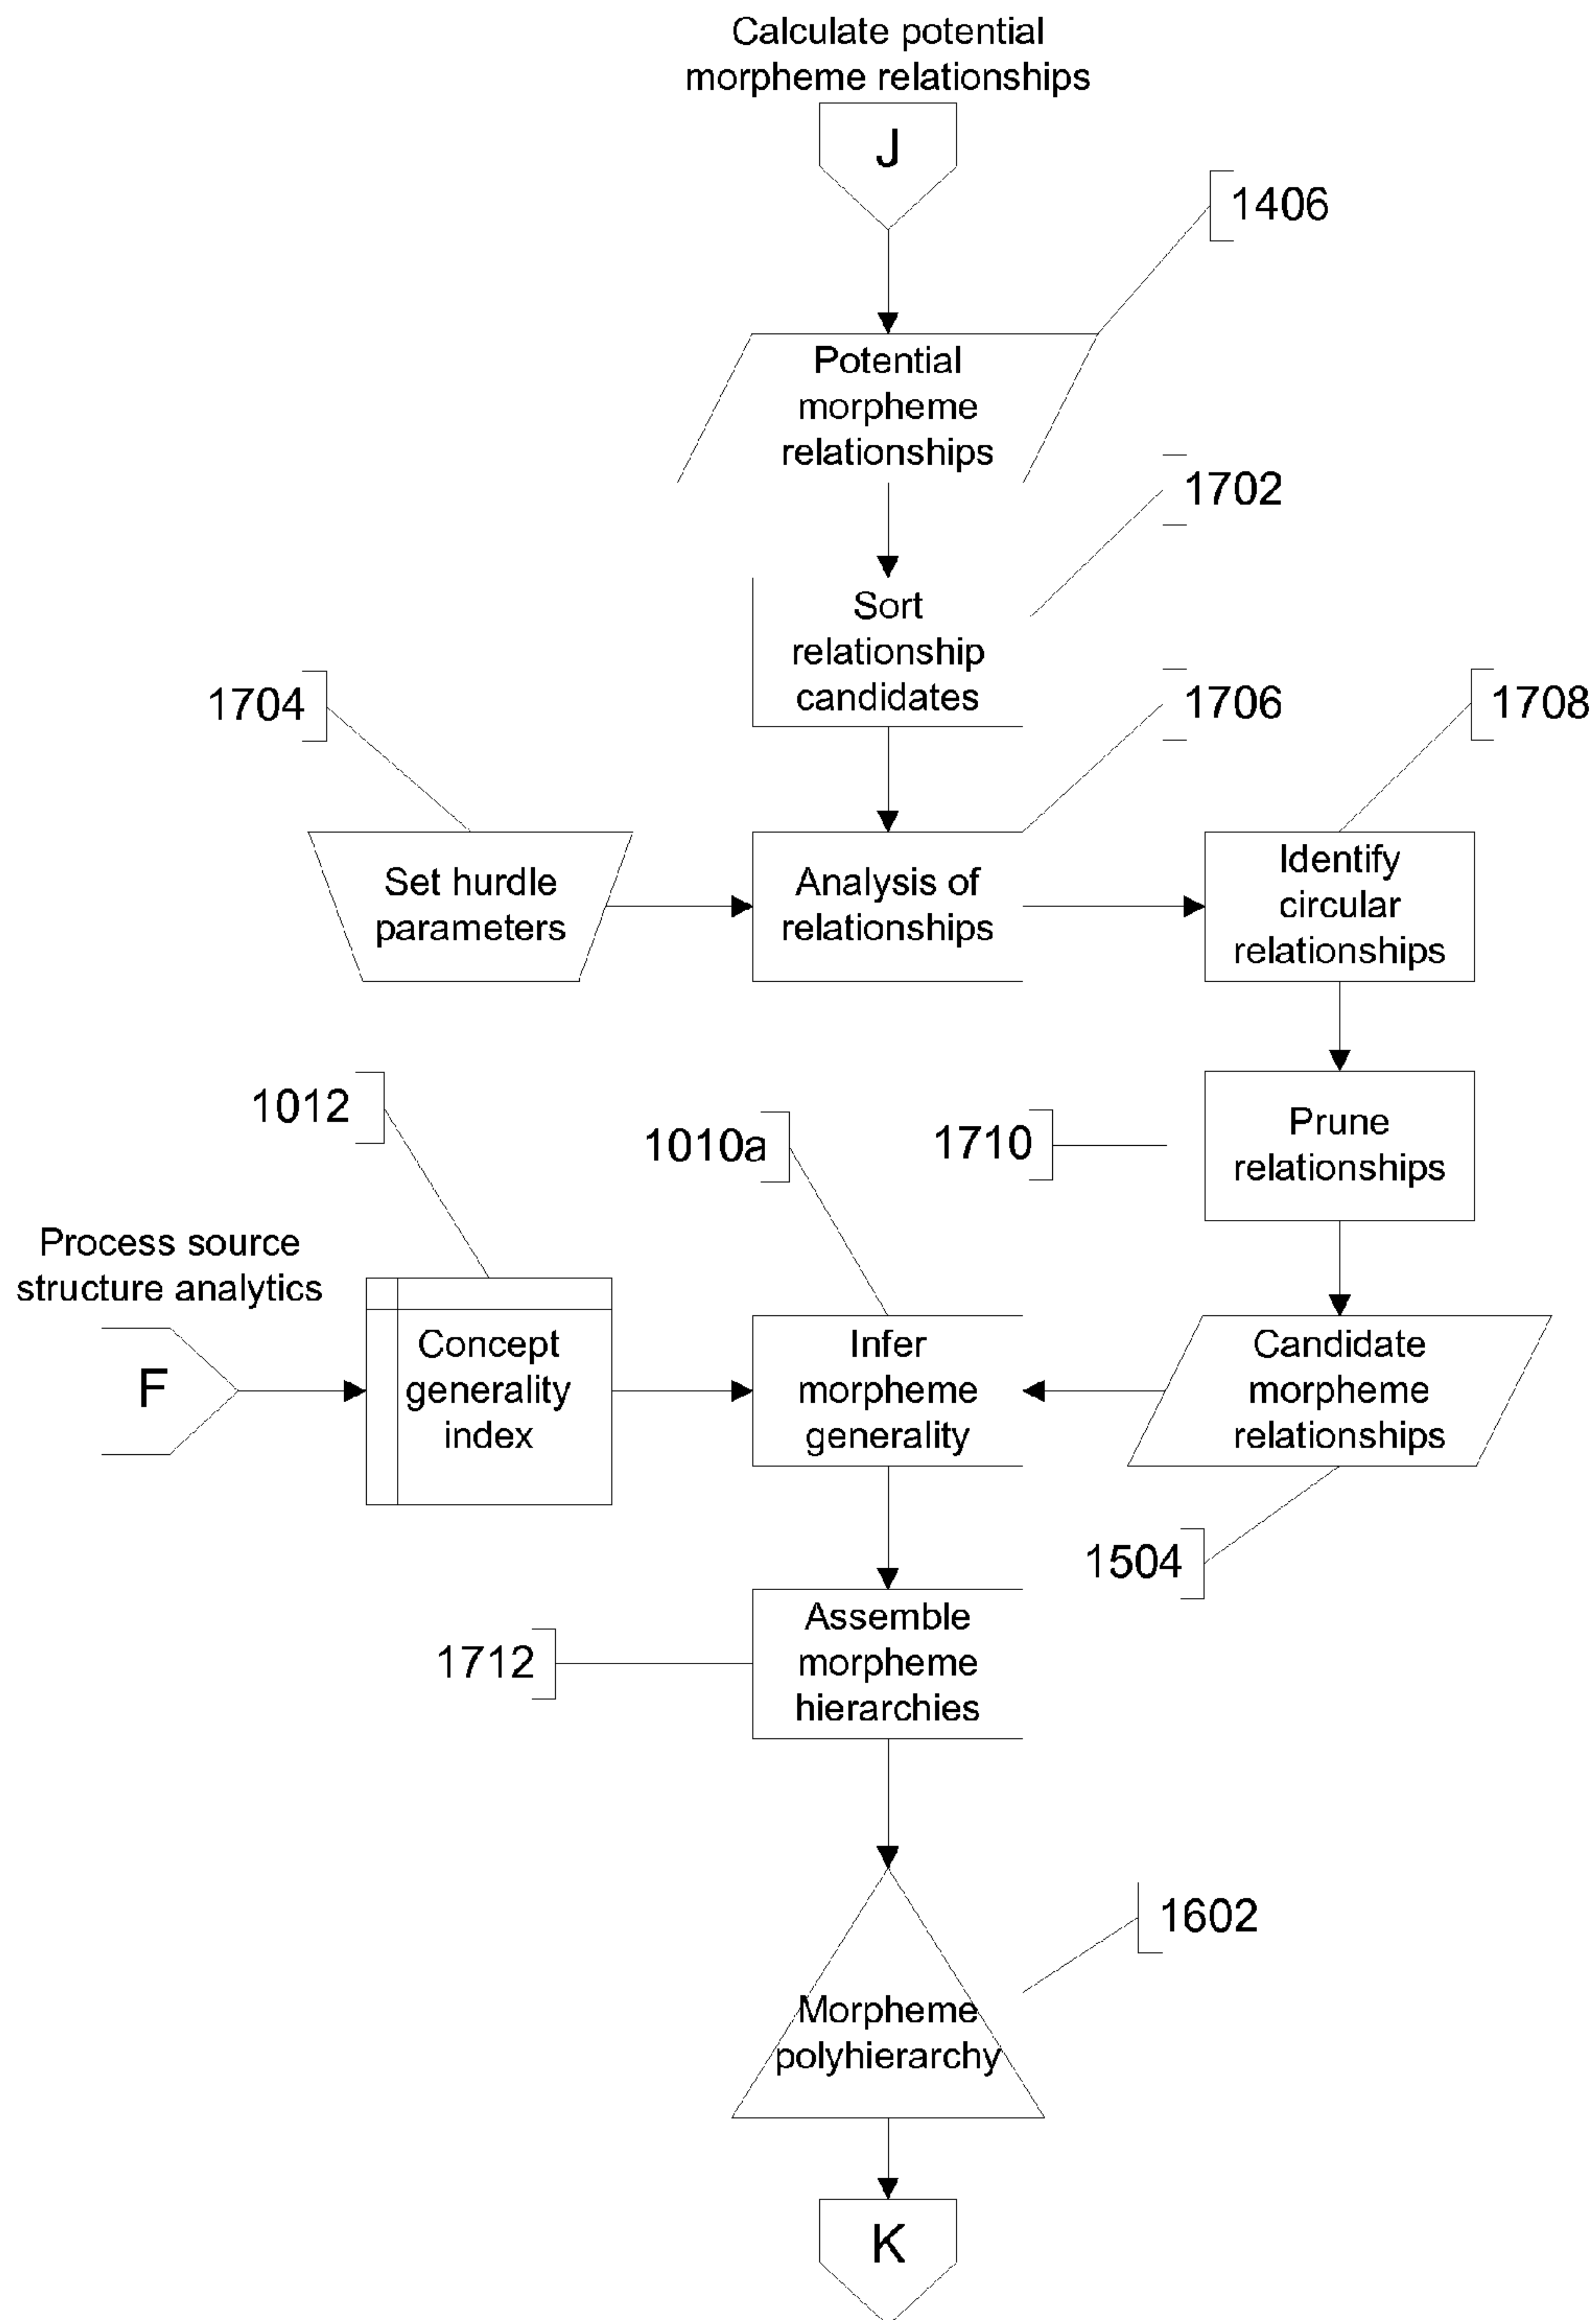 Calculate potential
morpheme relationships
J
1406
Potential
morpheme
relationships
1702
Sort
relationship
candidates
1704
1706
1708
Set hurdle
parameters
Analysis of
relationships
Identify
circular
relationships
1012
1010a
1710
Prune
relationships
Process source
structure analytics
F
Concept
generality
index
Infer
morpheme
generality
Candidate
morpheme
relationships
1504
1712
Assemble
morpheme
hierarchies
1602
Morpheme
polyhierarchy
K